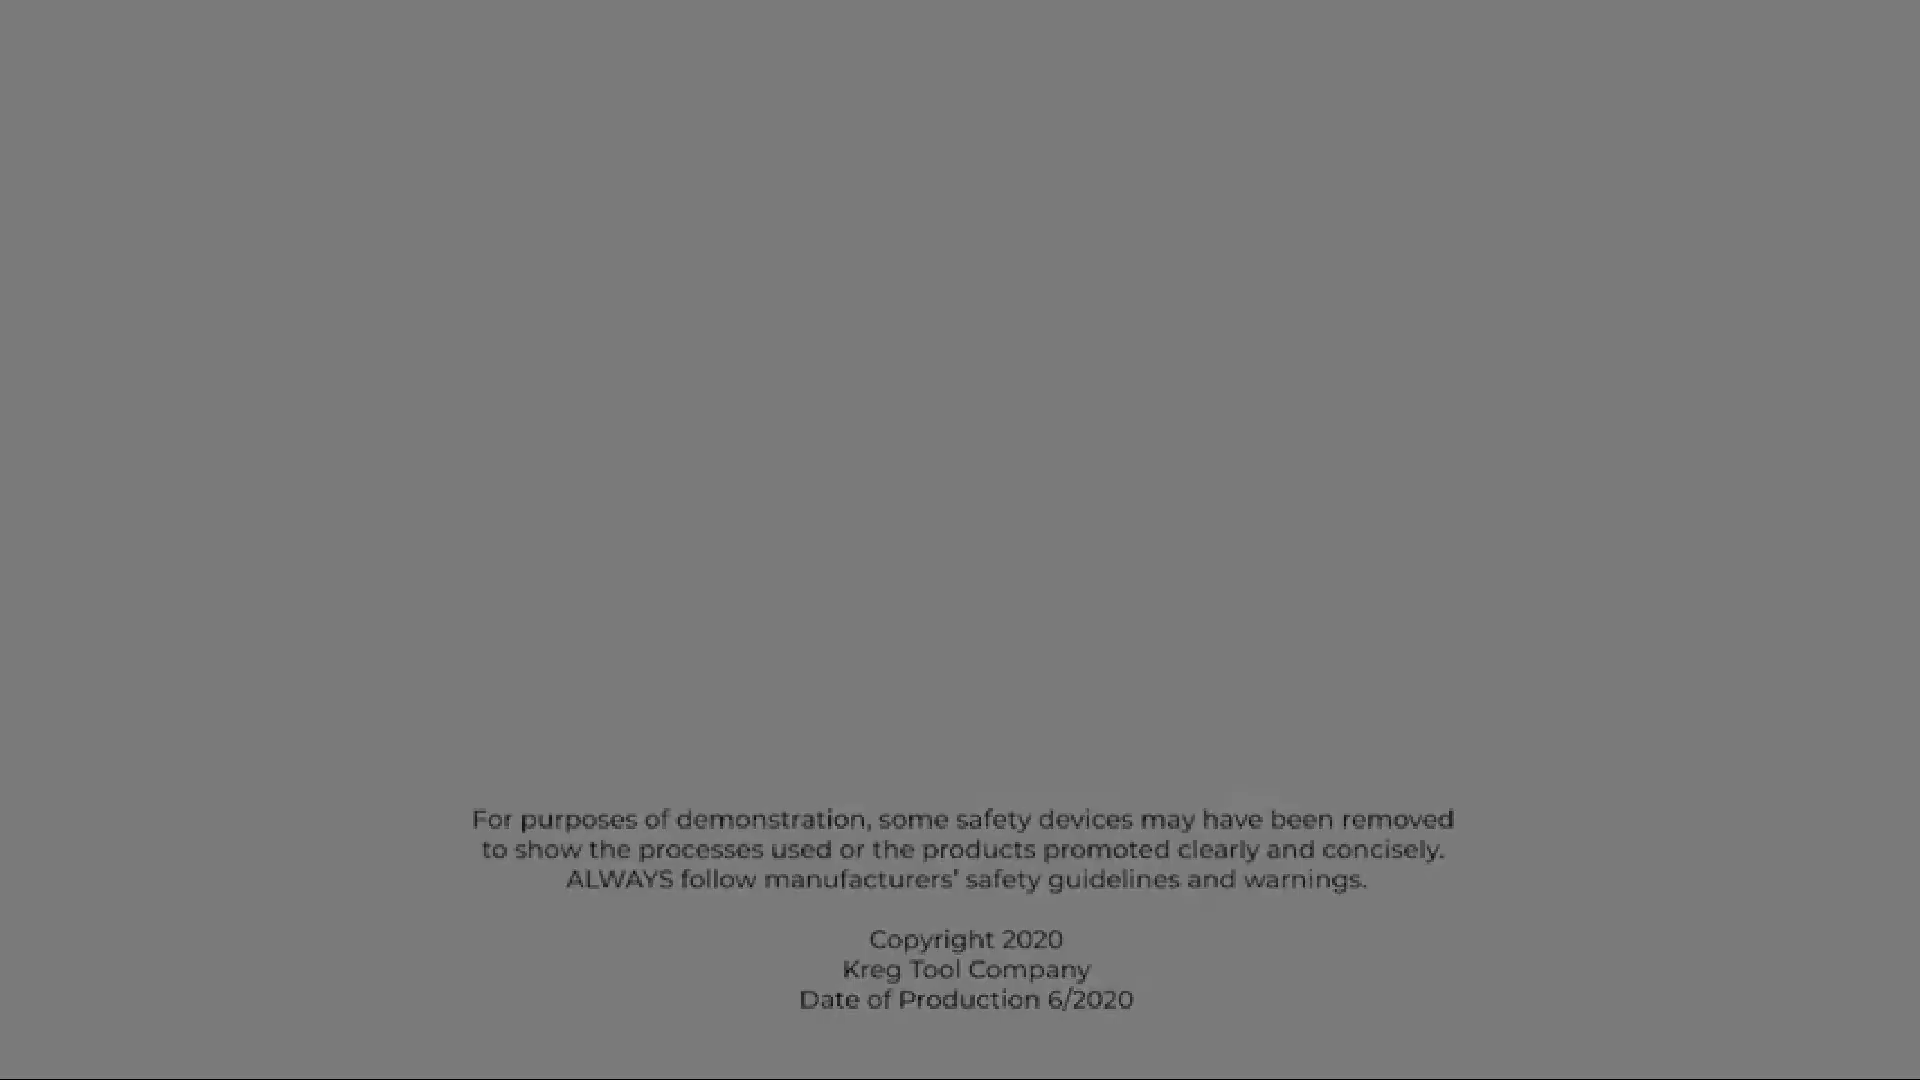 For purposes of demonstration, some safety devices may have been removed
to show the processes used or the products promoted clearly and concisely.
ALWAYS follow manufacturers' safety guidelines and warnings.
Copyright 2020
Kreg Tool Company
Date of Production 6/2020